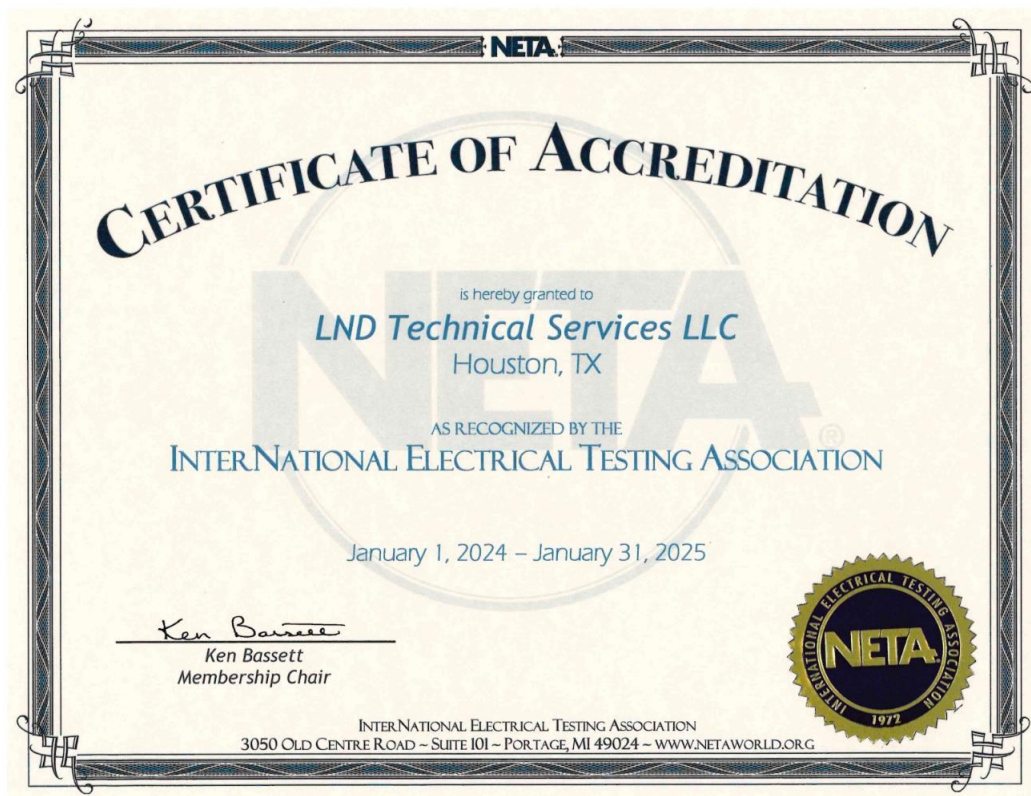 NETA
CERTIFICATE OF ACCREDITATION
is hereby granted to
LND Technical Services LLC
Houston, TX
AS RECOGNIZED BY THE
INTERNATIONAL ELECTRICAL TESTING ASSOCIATION
January 1, 2024 – January 31, 2025
Ken Bassett
Ken Bassett
Membership Chair
INTERNATIONAL ELECTRICAL TESTING ASSOCIATION
3050 OLD CENTRE ROAD ~ SUITE 101 ~ PORTAGE, MI 49024 ~ WWW.NETAWORLD.ORG
NETA®
INTERNATIONAL ELECTRICAL TESTING ASSOCIATION
NETA
1972